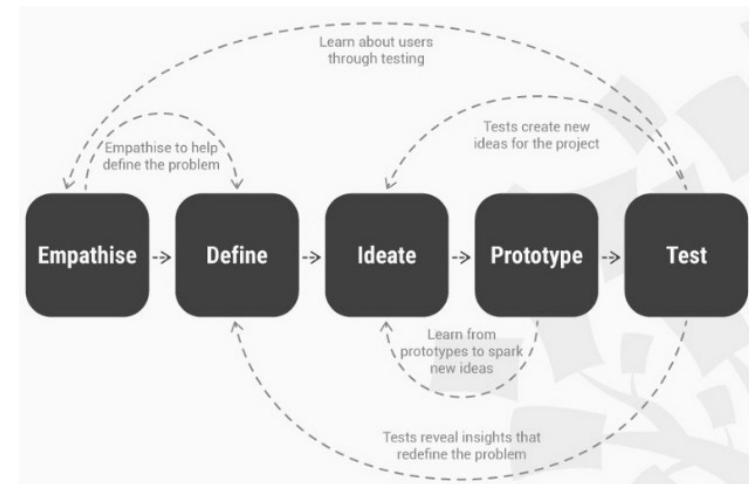 Learn about users
through testing
Tests create new
ideas for the project
Empathise to help
define the problem
Empathise
Define
Ideate
Prototype
Test
Learn from
prototypes to spark
new ideas
Tests reveal insights that
redefine the problem